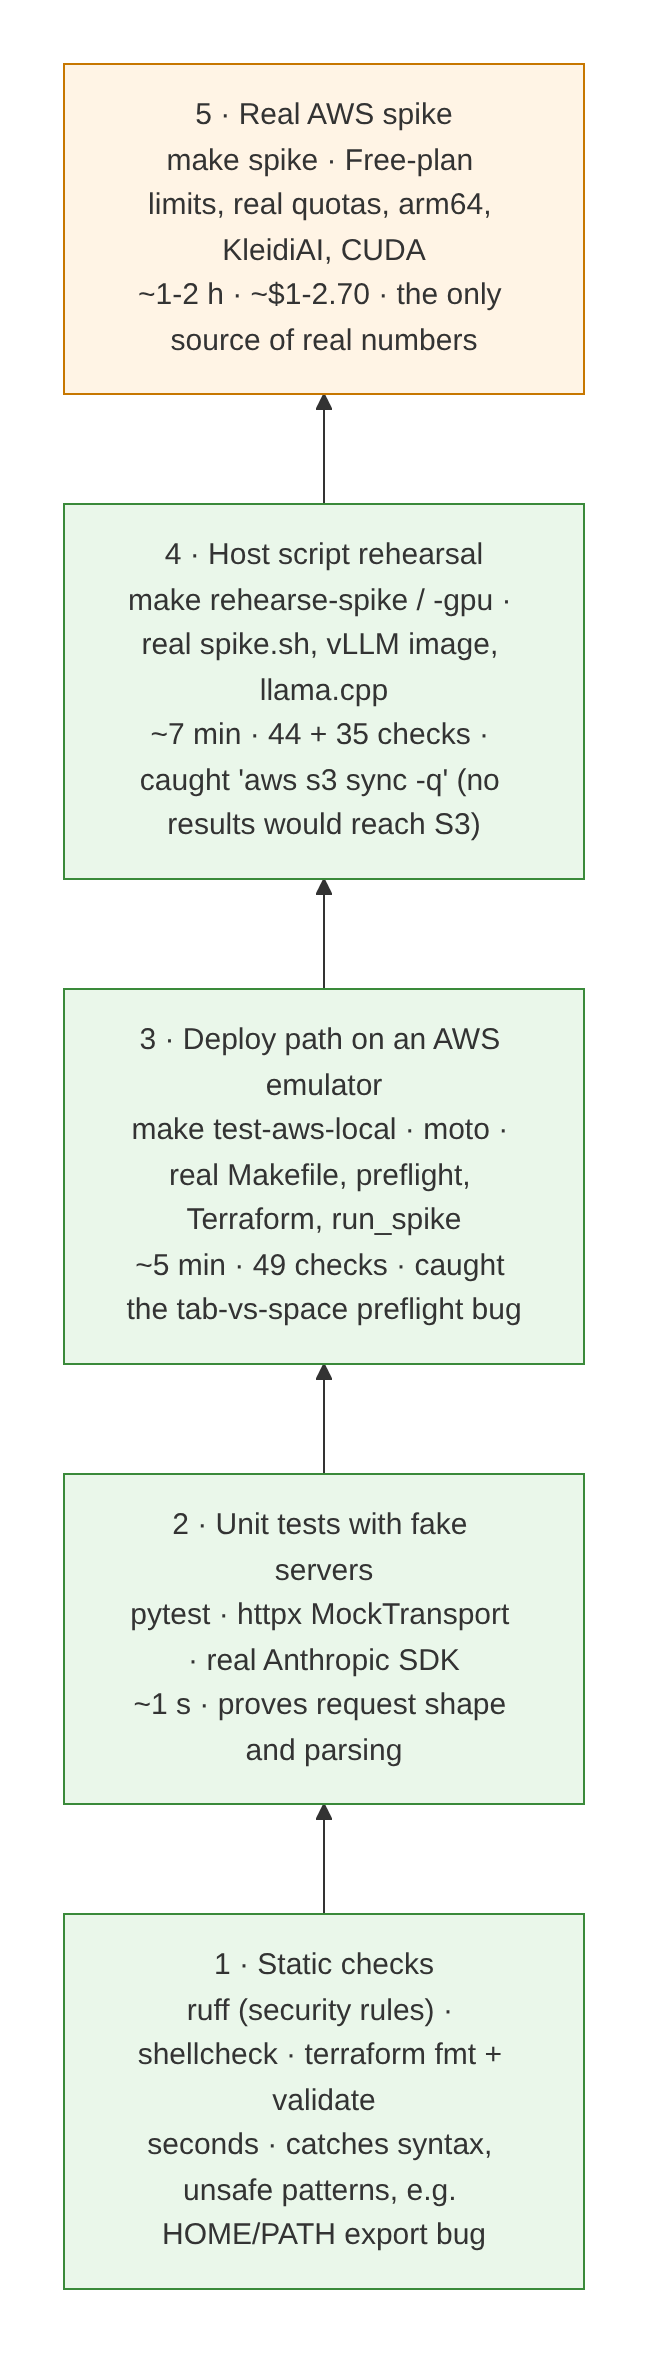 5 · Real AWS spike
make spike · Free-plan
limits, real quotas, arm64,
KleidiAI, CUDA
~1-2 h · ~$1-2.70 · the only
source of real numbers
4 · Host script rehearsal
make rehearse-spike / -gpu ·
real spike.sh, vLLM image,
llama.cpp
~7 min · 44 + 35 checks ·
caught 'aws s3 sync -q' (no
results would reach S3)
3 · Deploy path on an AWS
emulator
make test-aws-local · moto ·
real Makefile, preflight,
Terraform, run_spike
~5 min · 49 checks · caught
the tab-vs-space preflight bug
2 · Unit tests with fake
servers
pytest · httpx MockTransport
· real Anthropic SDK
~1 s · proves request shape
and parsing
1 · Static checks
ruff (security rules) ·
shellcheck · terraform fmt +
validate
seconds · catches syntax,
unsafe patterns, e.g.
HOME/PATH export bug